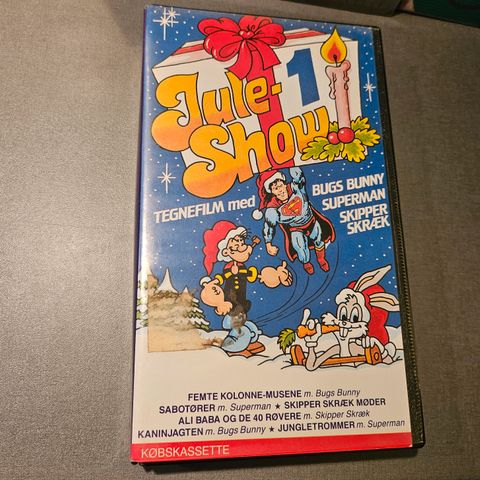 Jule-
1
Show
TEGNEFILM med
BUGS BUNNY
SUPERMAN
SKIPPER
SKRÆK
FEMTE KOLONNE-MUSENE m. Bugs Bunny
SABOTØRER m. Superman ★ SKIPPER SKRÆK MØDER
ALI BABA OG DE 40 RØVERE m. Skipper Skræk
KANINJAGTEN m. Bugs Bunny ★ JUNGLETROMMER m. Superman
KØBSKASSETTE